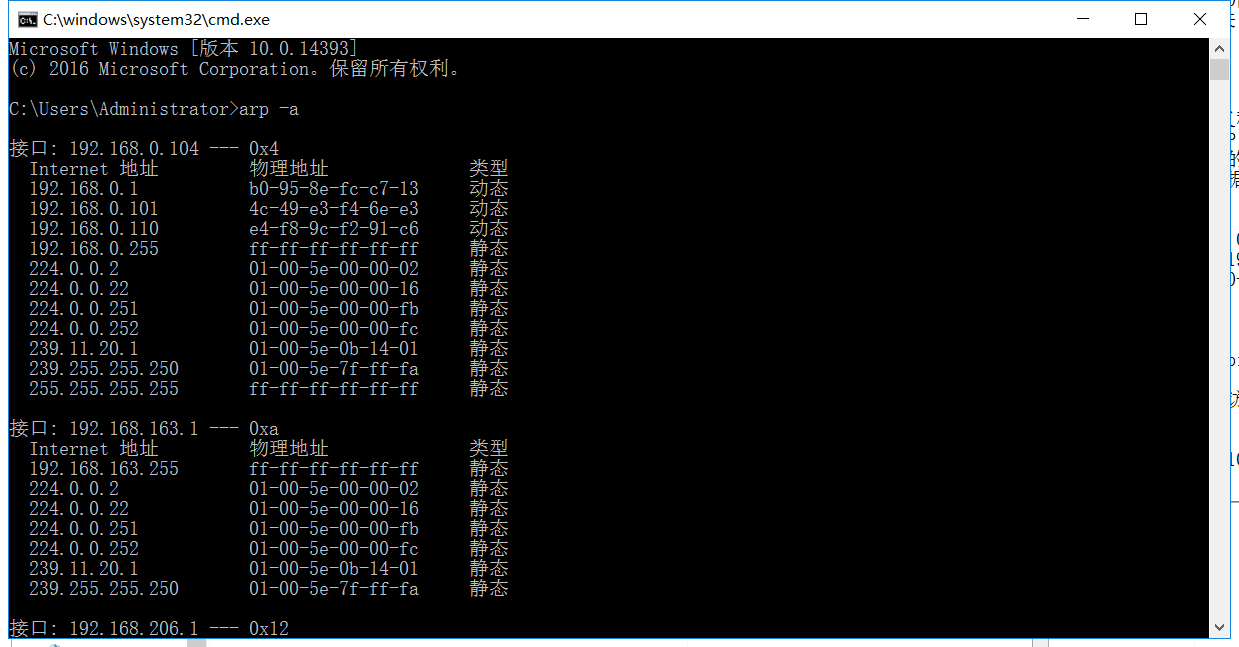 C:\windows\system32\cmd.exe
Microsoft Windows [版本 10.0.14393]
(c) 2016 Microsoft Corporation。保留所有权利。
C:\Users\Administrator>arp -a
接口: 192.168.0.104 --- 0x4
Internet 地址 物理地址 类型
192.168.0.1 b0-95-8e-fc-c7-13 动态
192.168.0.101 4c-49-e3-f4-6e-e3 动态
192.168.0.110 e4-f8-9c-f2-91-c6 动态
192.168.0.255 ff-ff-ff-ff-ff-ff 静态
224.0.0.2 01-00-5e-00-00-02 静态
224.0.0.22 01-00-5e-00-00-16 静态
224.0.0.251 01-00-5e-00-00-fb 静态
224.0.0.252 01-00-5e-00-00-fc 静态
239.11.20.1 01-00-5e-0b-14-01 静态
239.255.255.250 01-00-5e-7f-ff-fa 静态
255.255.255.255 ff-ff-ff-ff-ff-ff 静态
接口: 192.168.163.1 --- 0xa
Internet 地址 物理地址 类型
192.168.163.255 ff-ff-ff-ff-ff-ff 静态
224.0.0.2 01-00-5e-00-00-02 静态
224.0.0.22 01-00-5e-00-00-16 静态
224.0.0.251 01-00-5e-00-00-fb 静态
224.0.0.252 01-00-5e-00-00-fc 静态
239.11.20.1 01-00-5e-0b-14-01 静态
239.255.255.250 01-00-5e-7f-ff-fa 静态
接口: 192.168.206.1 --- 0x12